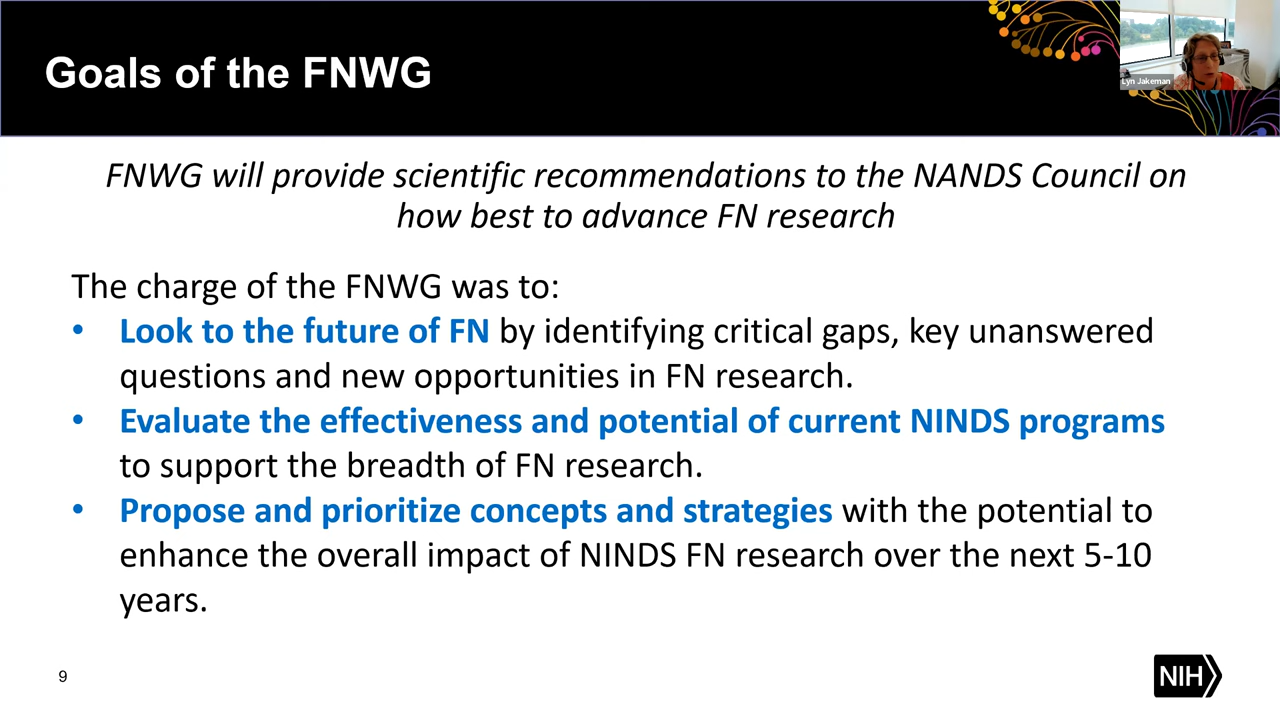 Goals of the FNWG
Lyn Jakeman
FNWG will provide scientific recommendations to the NANDS Council on
how best to advance FN research
The charge of the FNWG was to:
• Look to the future of FN by identifying critical gaps, key unanswered
questions and new opportunities in FN research.
• Evaluate the effectiveness and potential of current NINDS programs
to support the breadth of FN research.
• Propose and prioritize concepts and strategies with the potential to
enhance the overall impact of NINDS FN research over the next 5-10
years.
9
NIH